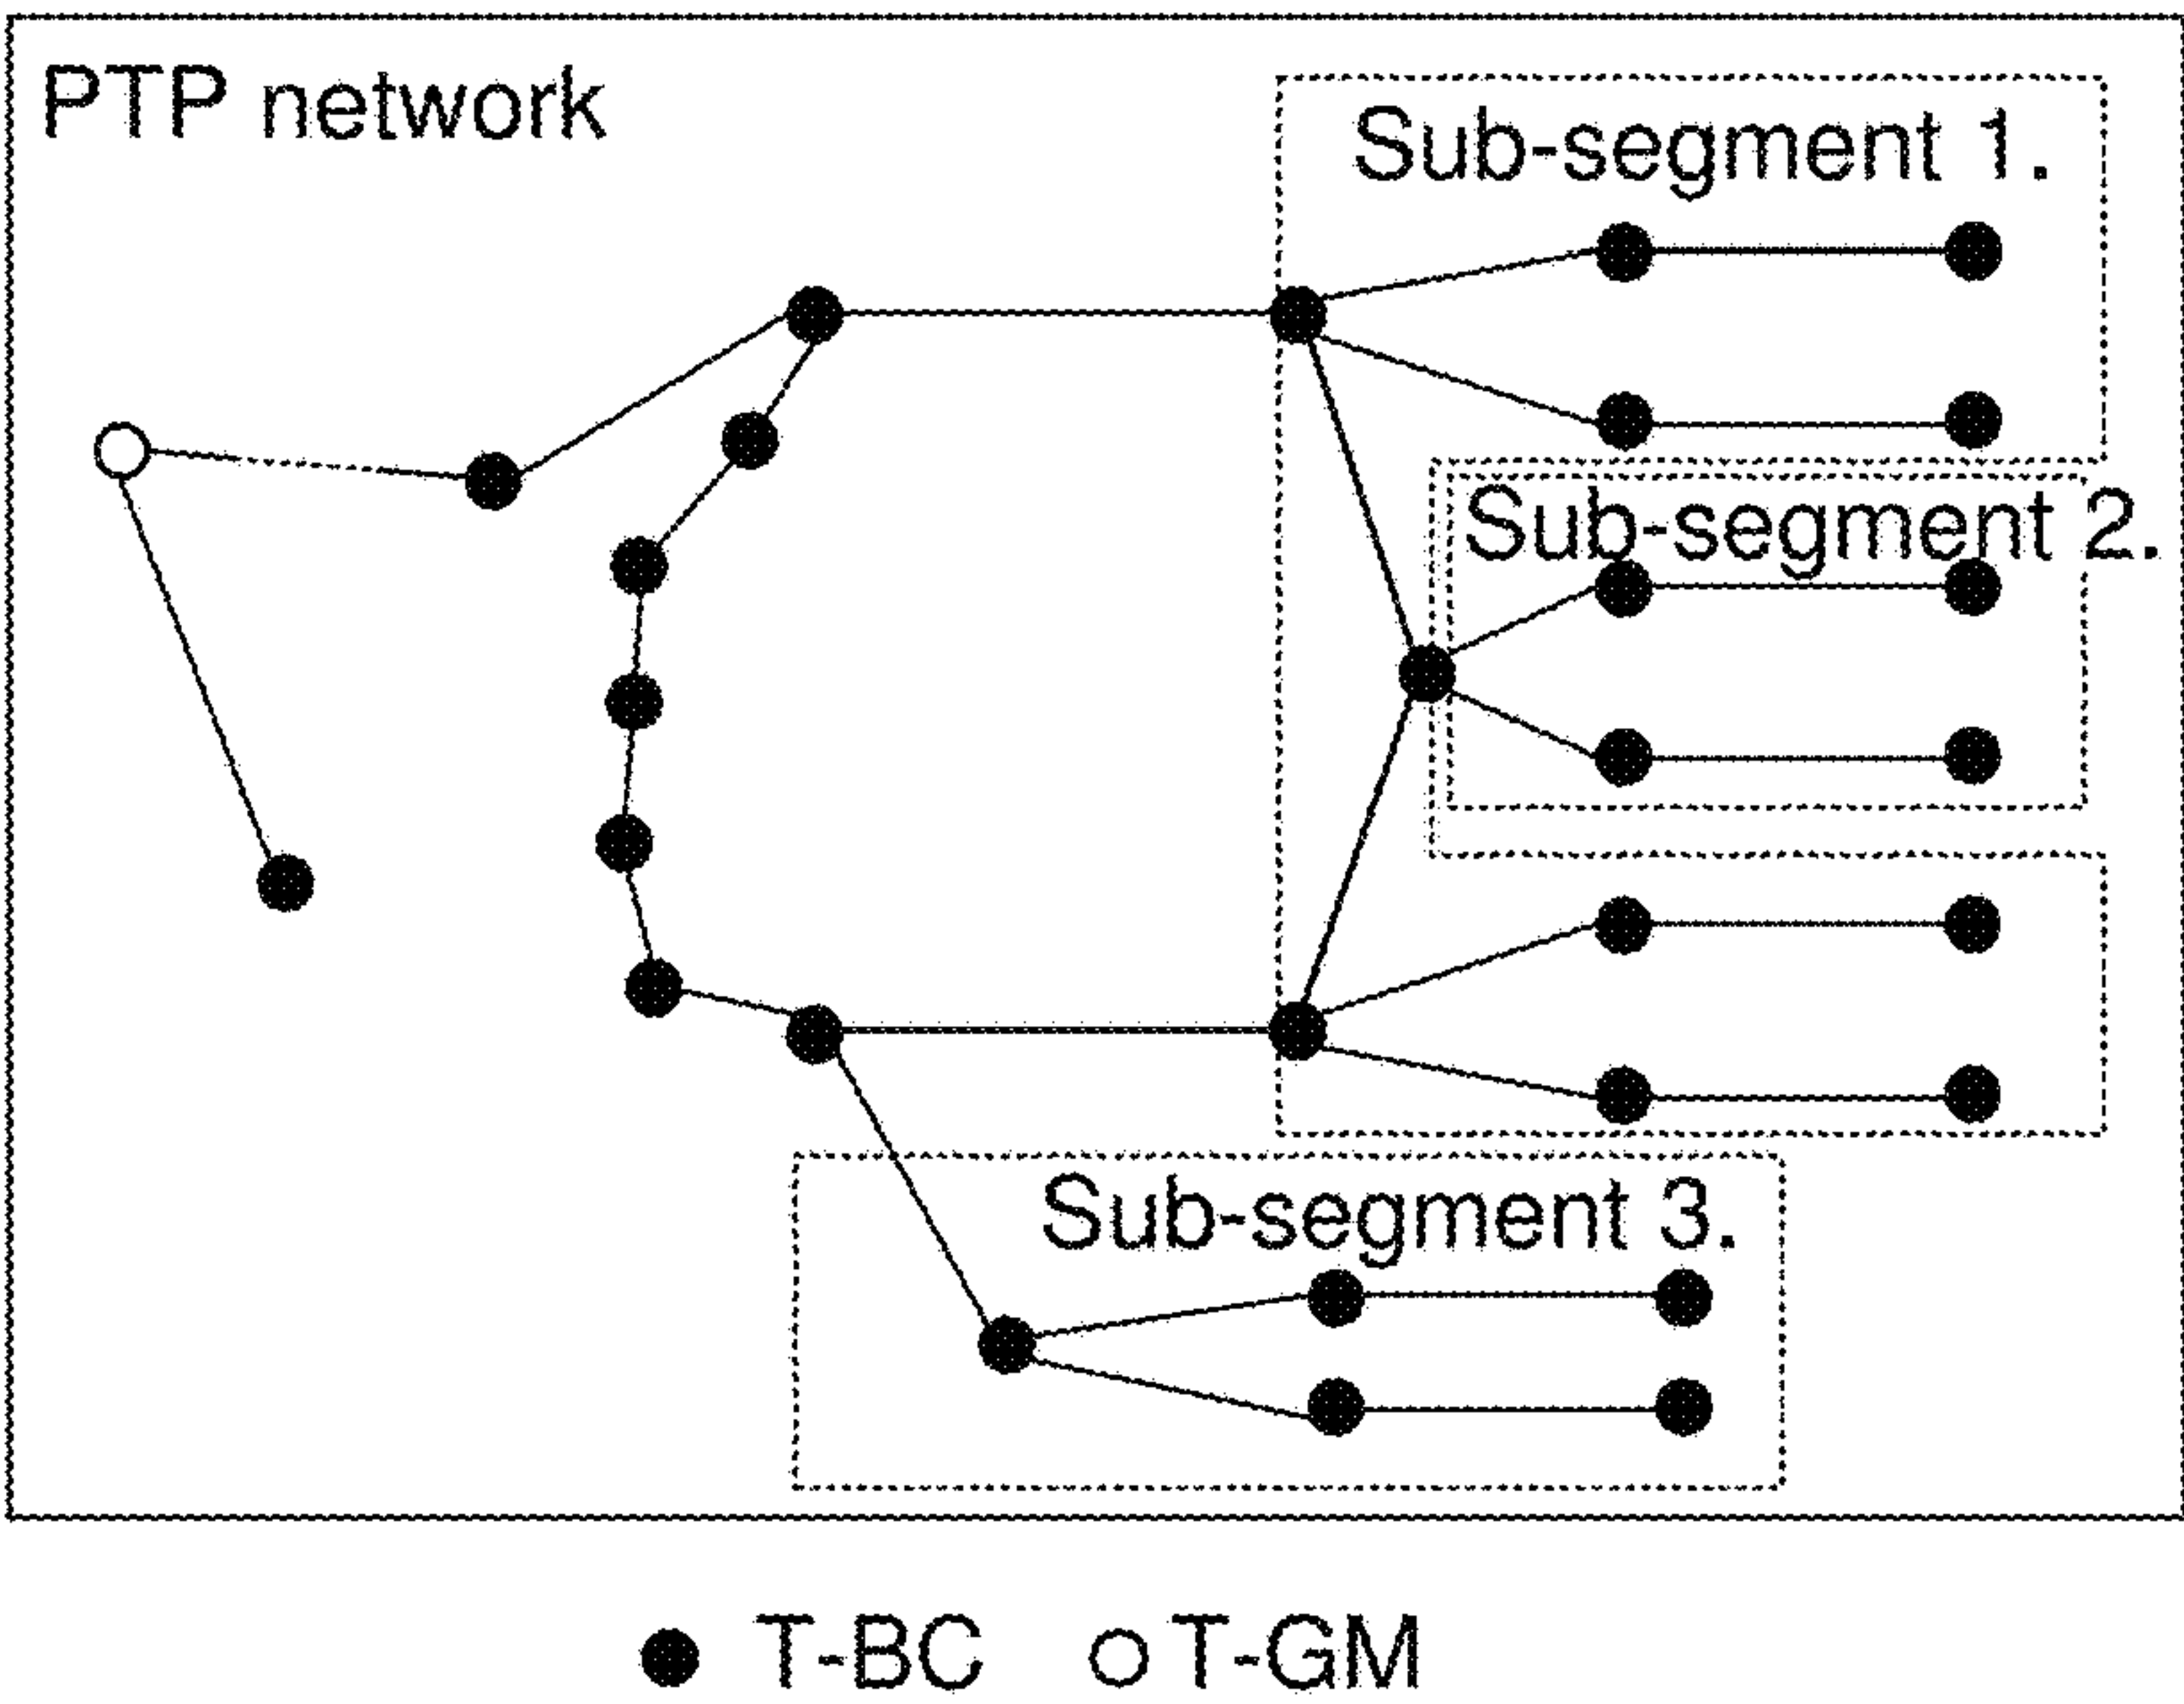 PTP network
Sub-segment 1.
Sub-segment 2.
Sub-segment 3.
T-BC T-GM